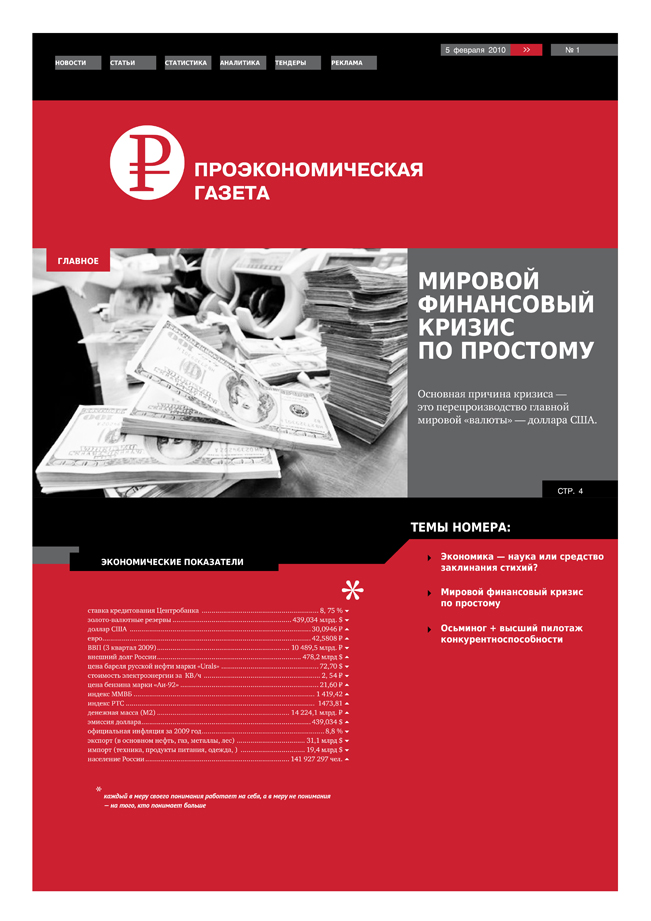 5 февраля 2010 >> № 1
НОВОСТИ СТАТЬИ СТАТИСТИКА АНАЛИТИКА ТЕНДЕРЫ РЕКЛАМА
ПРОЭКОНОМИЧЕСКАЯ
ГАЗЕТА
ГЛАВНОЕ
МИРОВОЙ
ФИНАНСОВЫЙ
КРИЗИС
ПО ПРОСТОМУ
Основная причина кризиса —
это перепроизводство главной
мировой «валюты» — доллара США.
СТР. 4
ТЕМЫ НОМЕРА:
Экономика — наука или средство
заклинания стихий?
Мировой финансовый кризис
по простому
Осьминог + высший пилотаж
конкурентноспособности
ЭКОНОМИЧЕСКИЕ ПОКАЗАТЕЛИ
*
ставка кредитования Центробанка ... 8, 75 %
золото-валютные резервы ... 439,034 млрд. $
доллар США ... 30,0946 ₽
евро ... 42,5808 ₽
ВВП (3 квартал 2009) ... 10 489,5 млрд. ₽
внешний долг России ... 478,2 млрд $
цена бареля русской нефти марки «Urals» ... 72,70 $
стоимость электроэнергии за КВ/ч ... 2, 54 ₽
цена бензина марки «Аи-92» ... 21,60 ₽
индекс ММВБ ... 1 419,42
индекс РТС ... 1473,81
денежная масса (М2) ... 14 224,1 млрд. ₽
эмиссия доллара ... 439,034 $
официальная инфляция за 2009 год ... 8,8 %
экспорт (в основном нефть, газ, металлы, лес) ... 31,1 млрд $
импорт (техника, продукты питания, одежда, ) ... 19,4 млрд $
население России ... 141 927 297 чел.
* каждый в меру своего понимания работает на себя, а в меру не понимания
— на того, кто понимает больше